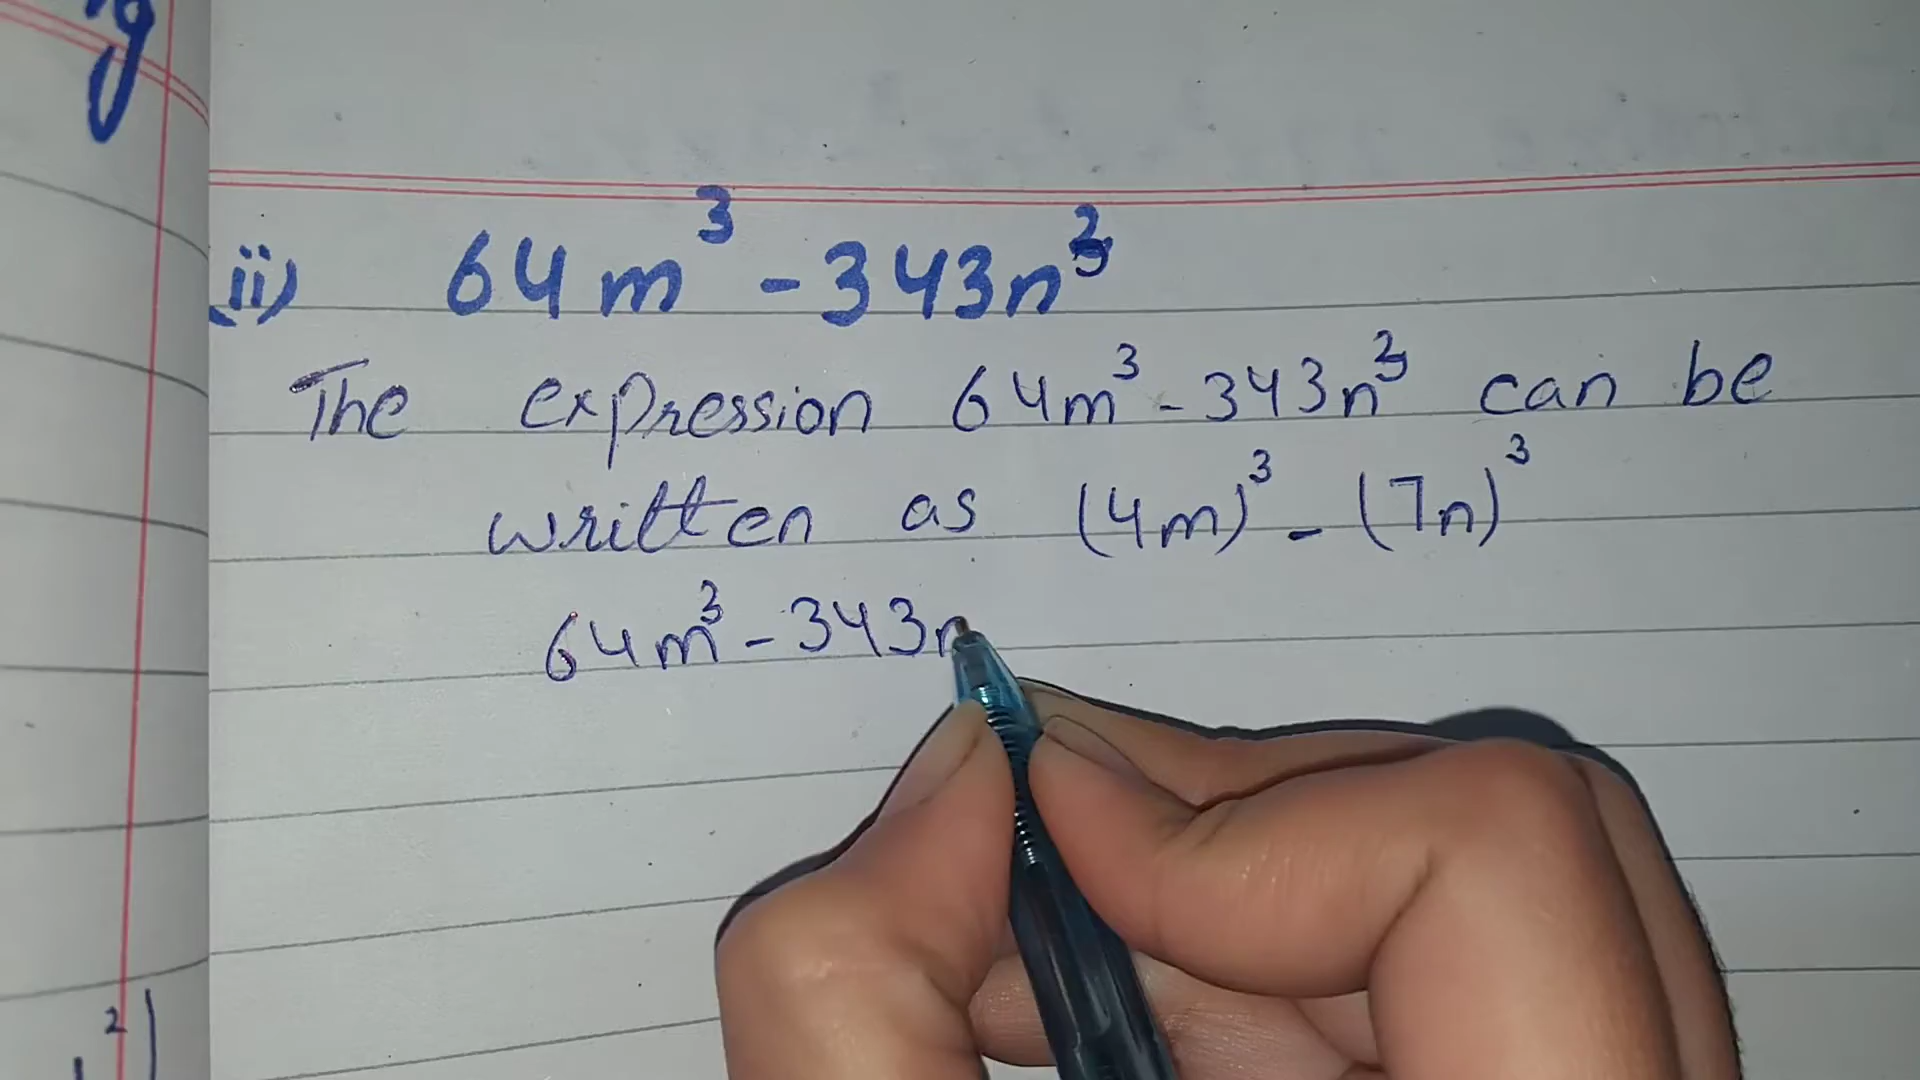 (ii) 64m³ - 343n³
The expression 64m³ - 343n³ can be
written as (4m)³ - (7n)³
64m³ - 343n